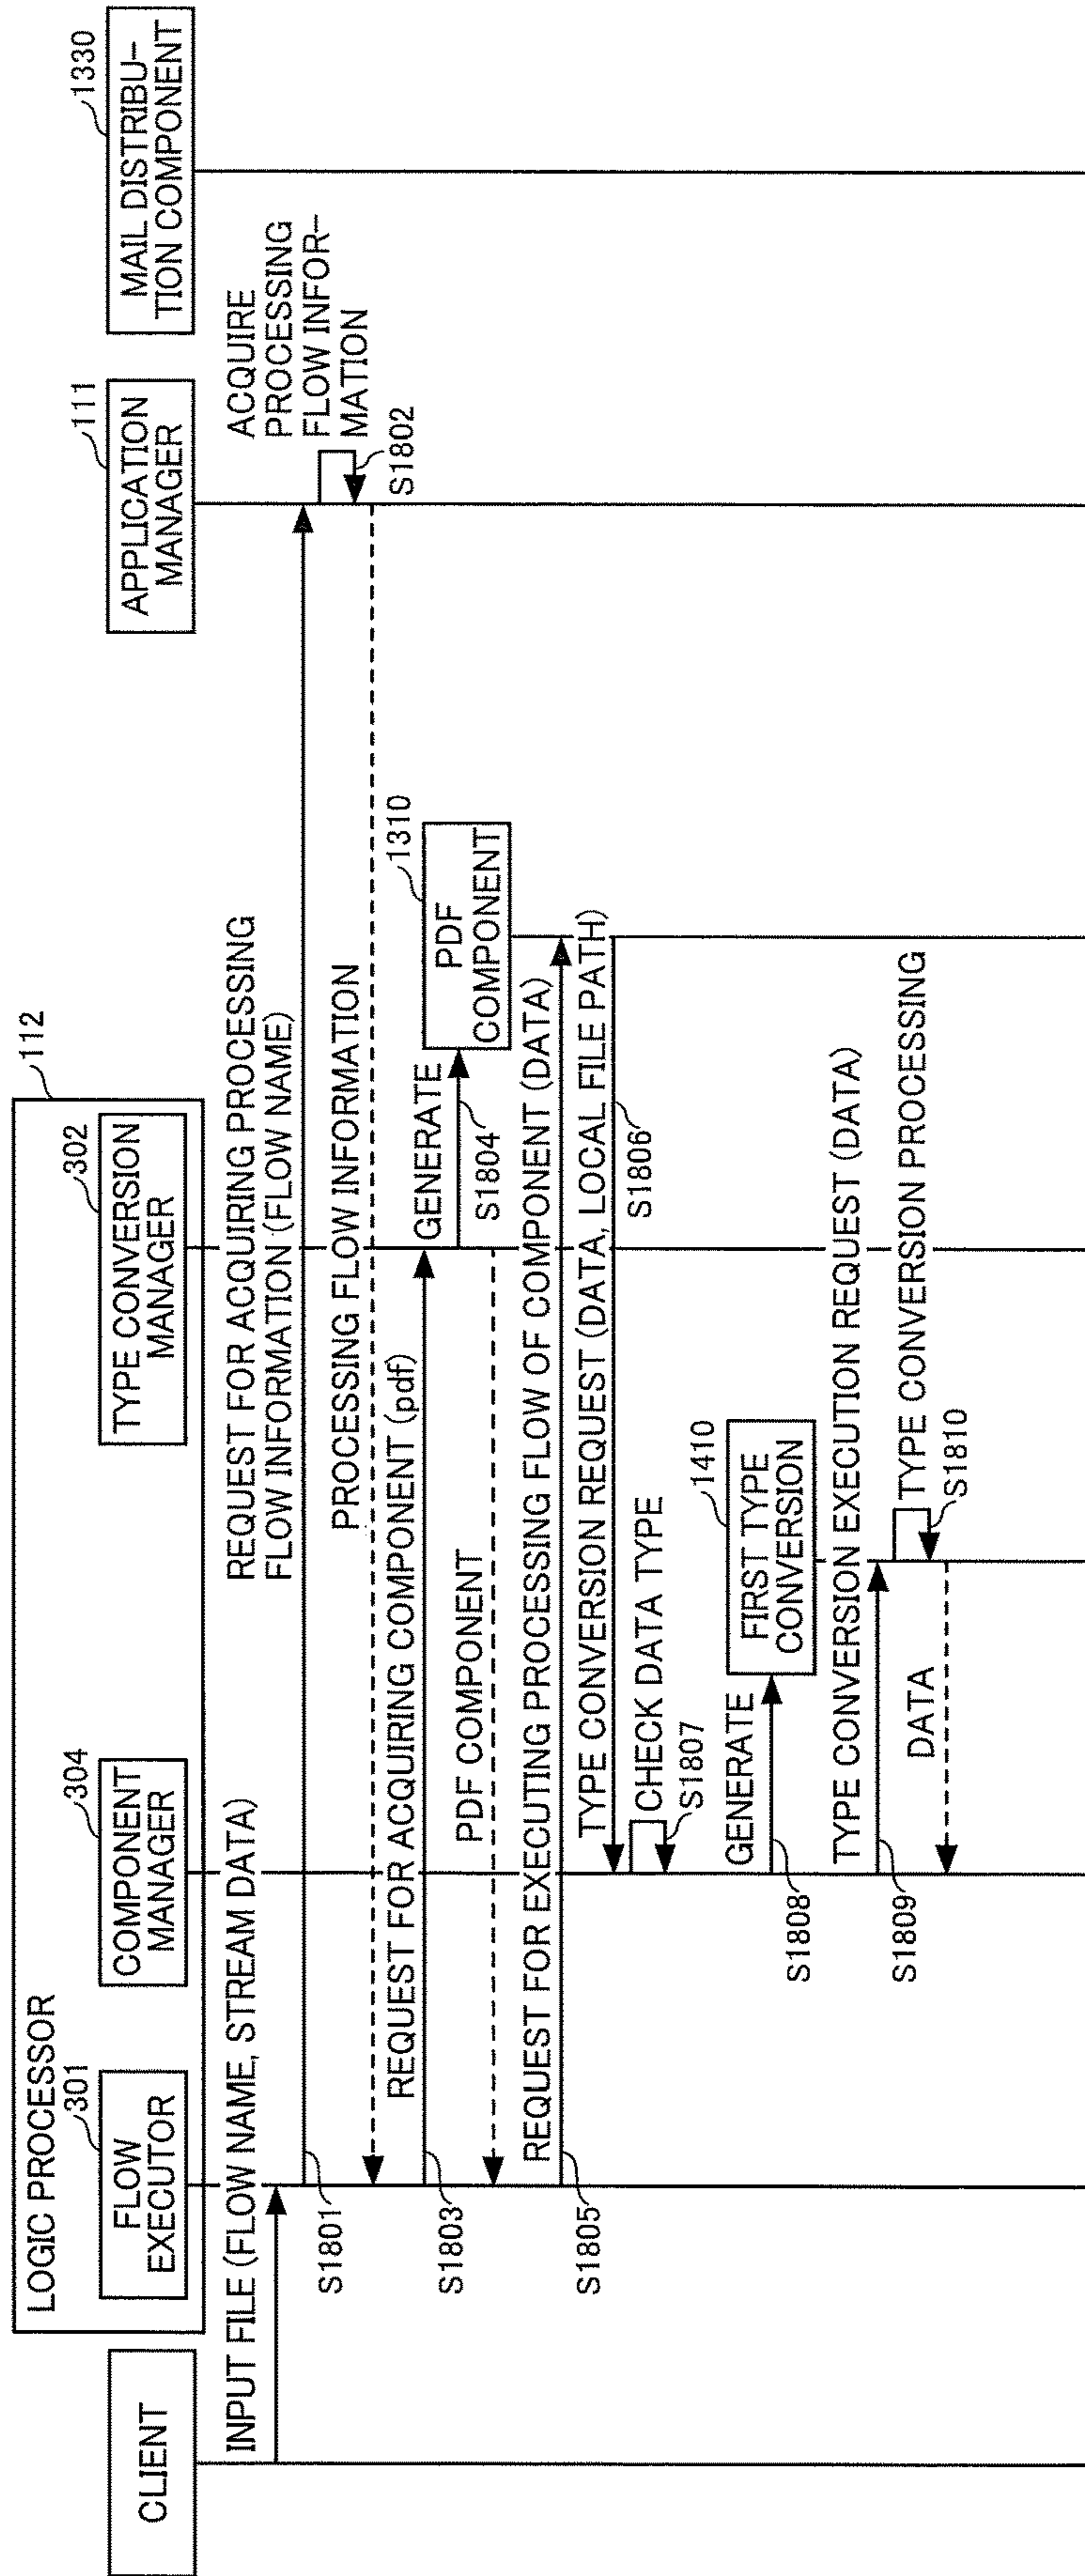 CLIENT
LOGIC PROCESSOR
112
301
FLOW
EXECUTOR
304
COMPONENT
MANAGER
302
TYPE CONVERSION
MANAGER
111
APPLICATION
MANAGER
1330
MAIL DISTRIBU-
TION COMPONENT
INPUT FILE (FLOW NAME, STREAM DATA)
REQUEST FOR ACQUIRING PROCESSING
FLOW INFORMATION (FLOW NAME)
S1801
ACQUIRE
PROCESSING
FLOW INFOR-
MATION
S1802
PROCESSING FLOW INFORMATION
REQUEST FOR ACQUIRING COMPONENT (pdf)
S1803
GENERATE
S1804
1310
PDF
COMPONENT
PDF COMPONENT
REQUEST FOR EXECUTING PROCESSING FLOW OF COMPONENT (DATA)
S1805
TYPE CONVERSION REQUEST (DATA, LOCAL FILE PATH)
S1806
CHECK DATA TYPE
S1807
GENERATE
S1808
1410
FIRST TYPE
CONVERSION
TYPE CONVERSION EXECUTION REQUEST (DATA)
S1809
TYPE CONVERSION PROCESSING
S1810
DATA